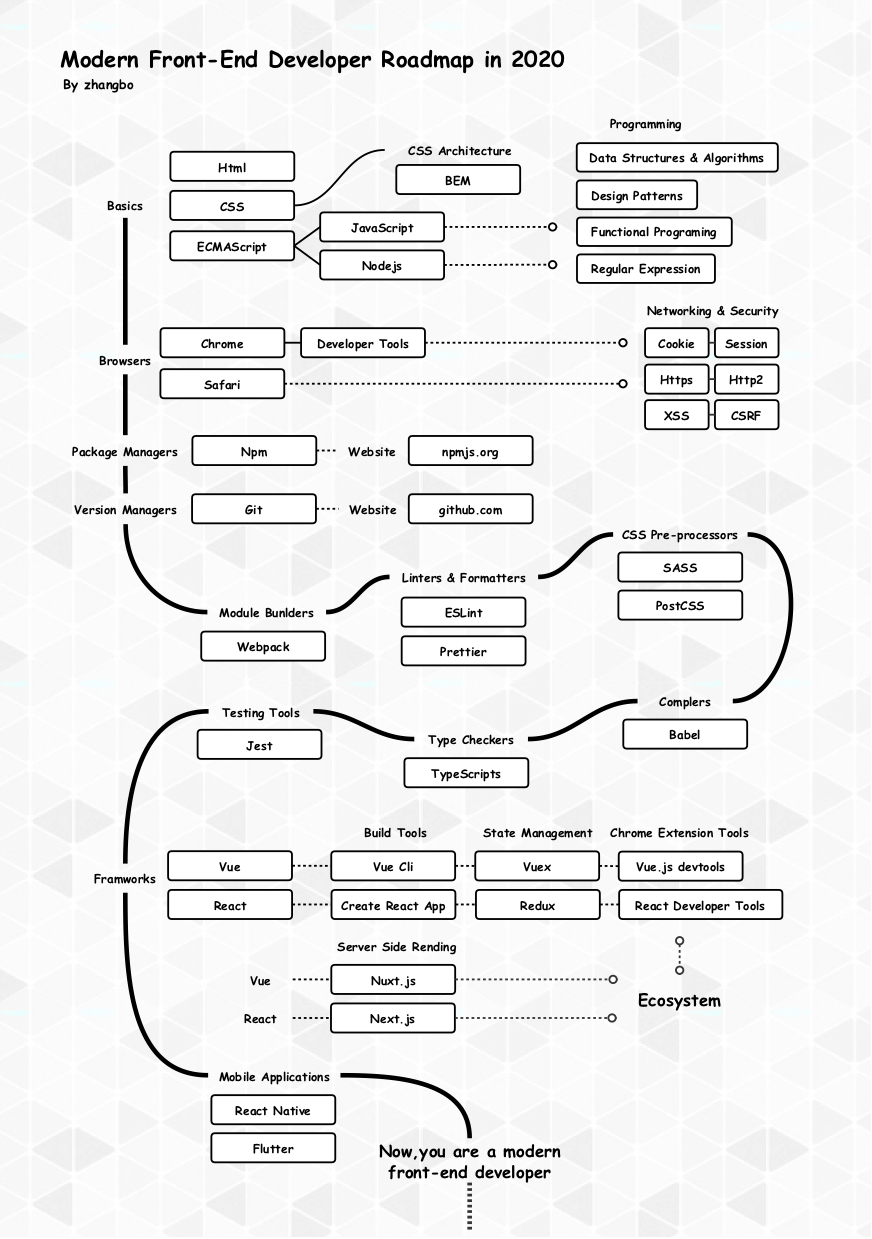 Modern Front-End Developer Roadmap in 2020
By zhangbo
Programming
CSS Architecture
Html
Data Structures & Algorithms
BEM
Design Patterns
Basics
CSS
JavaScript
Functional Programing
ECMAScript
Nodejs
Regular Expression
Networking & Security
Chrome
Developer Tools
Cookie
Session
Browsers
Safari
Https
Http2
XSS
CSRF
Package Managers
Npm
Website
npmjs.org
Version Managers
Git
Website
github.com
CSS Pre-processors
SASS
PostCSS
Linters & Formatters
ESLint
Prettier
Module Bunlders
Webpack
Complers
Babel
Testing Tools
Jest
Type Checkers
TypeScripts
Build Tools
State Management
Chrome Extension Tools
Framworks
Vue
Vue Cli
Vuex
Vue.js devtools
React
Create React App
Redux
React Developer Tools
Server Side Rending
Vue
Nuxt.js
React
Next.js
Ecosystem
Mobile Applications
React Native
Flutter
Now,you are a modern
front-end developer